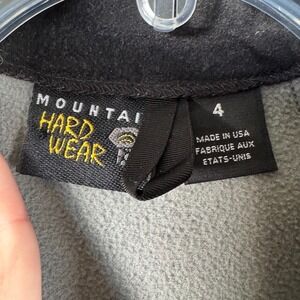 MOUNTAI
HARD
WEAR
4
MADE IN USA
FABRIQUE AUX
ETATS-UNIS